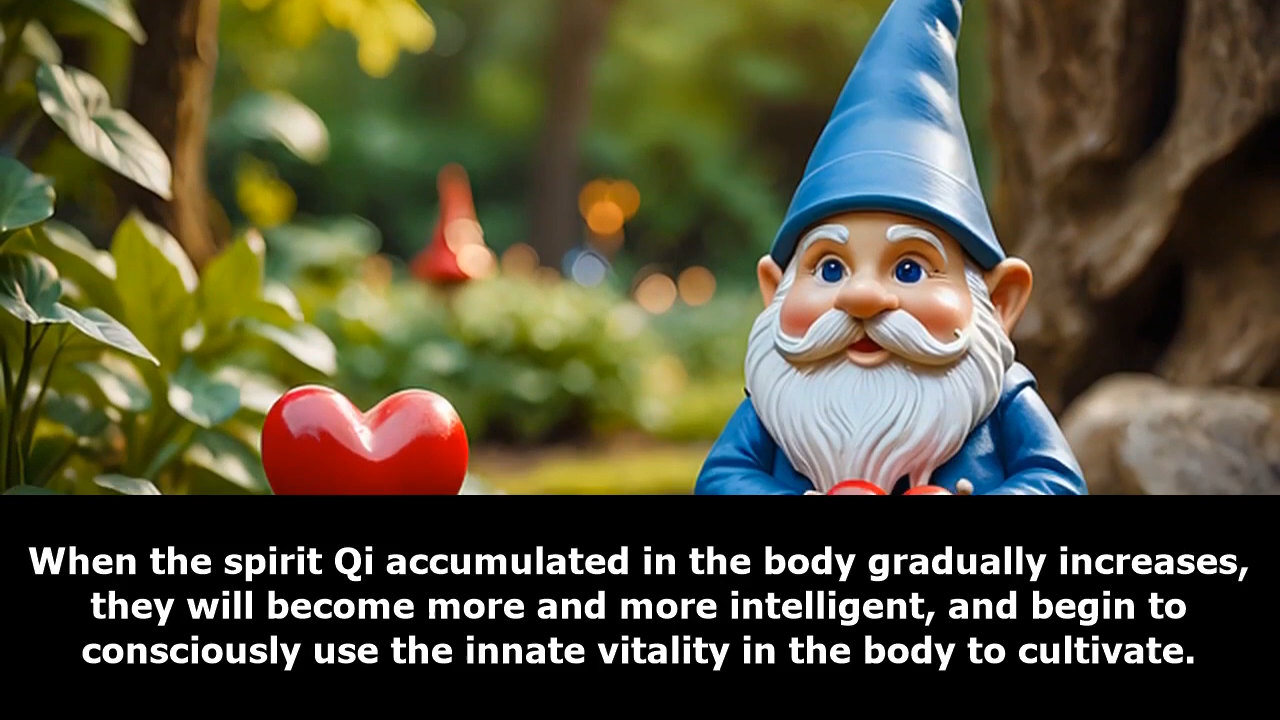 When the spirit Qi accumulated in the body gradually increases,
they will become more and more intelligent, and begin to
consciously use the innate vitality in the body to cultivate.